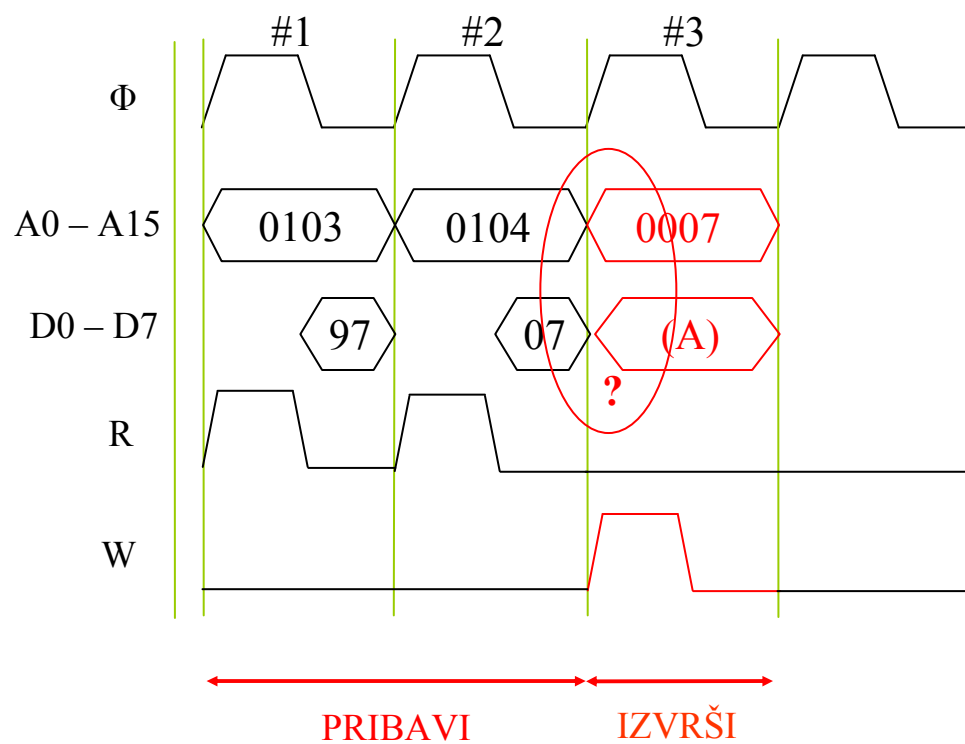 #1 #2 #3
Φ
A0 – A15 0103 0104 0007
D0 – D7 97 07 (A)
?
R
W
PRIBAVI IZVRŠI